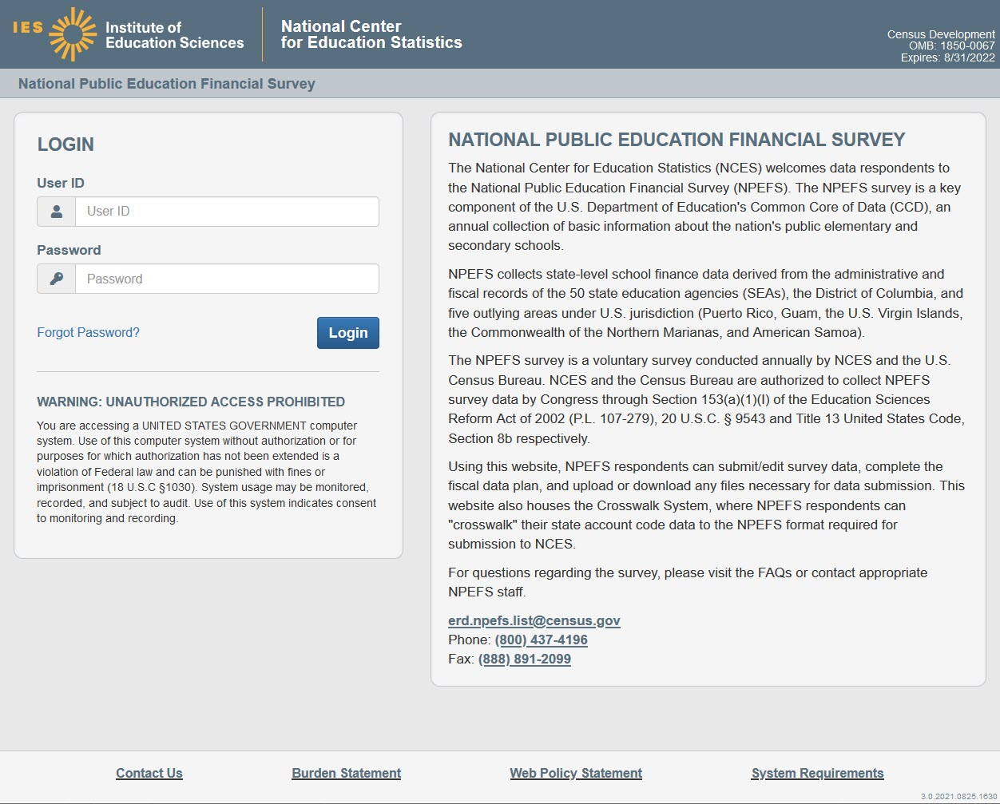 IES
Institute of
Education Sciences
National Center
for Education Statistics
Census Development
OMB: 1850-0067
Expires: 8/31/2022
National Public Education Financial Survey
LOGIN
User ID
User ID
Password
Password
Forgot Password?
Login
WARNING: UNAUTHORIZED ACCESS PROHIBITED
You are accessing a UNITED STATES GOVERNMENT computer
system. Use of this computer system without authorization or for
purposes for which authorization has not been extended is a
violation of Federal law and can be punished with fines or
imprisonment (18 U.S.C §1030). System usage may be monitored,
recorded, and subject to audit. Use of this system indicates consent
to monitoring and recording.
NATIONAL PUBLIC EDUCATION FINANCIAL SURVEY
The National Center for Education Statistics (NCES) welcomes data respondents to
the National Public Education Financial Survey (NPEFS). The NPEFS survey is a key
component of the U.S. Department of Education's Common Core of Data (CCD), an
annual collection of basic information about the nation's public elementary and
secondary schools.
NPEFS collects state-level school finance data derived from the administrative and
fiscal records of the 50 state education agencies (SEAs), the District of Columbia, and
five outlying areas under U.S. jurisdiction (Puerto Rico, Guam, the U.S. Virgin Islands,
the Commonwealth of the Northern Marianas, and American Samoa).
The NPEFS survey is a voluntary survey conducted annually by NCES and the U.S.
Census Bureau. NCES and the Census Bureau are authorized to collect NPEFS
survey data by Congress through Section 153(a)(1)(I) of the Education Sciences
Reform Act of 2002 (P.L. 107-279), 20 U.S.C. § 9543 and Title 13 United States Code,
Section 8b respectively.
Using this website, NPEFS respondents can submit/edit survey data, complete the
fiscal data plan, and upload or download any files necessary for data submission. This
website also houses the Crosswalk System, where NPEFS respondents can
"crosswalk" their state account code data to the NPEFS format required for
submission to NCES.
For questions regarding the survey, please visit the FAQs or contact appropriate
NPEFS staff.
erd.npefs.list@census.gov
Phone: (800) 437-4196
Fax: (888) 891-2099
Contact Us
Burden Statement
Web Policy Statement
System Requirements
3.0.2021.0825.1630